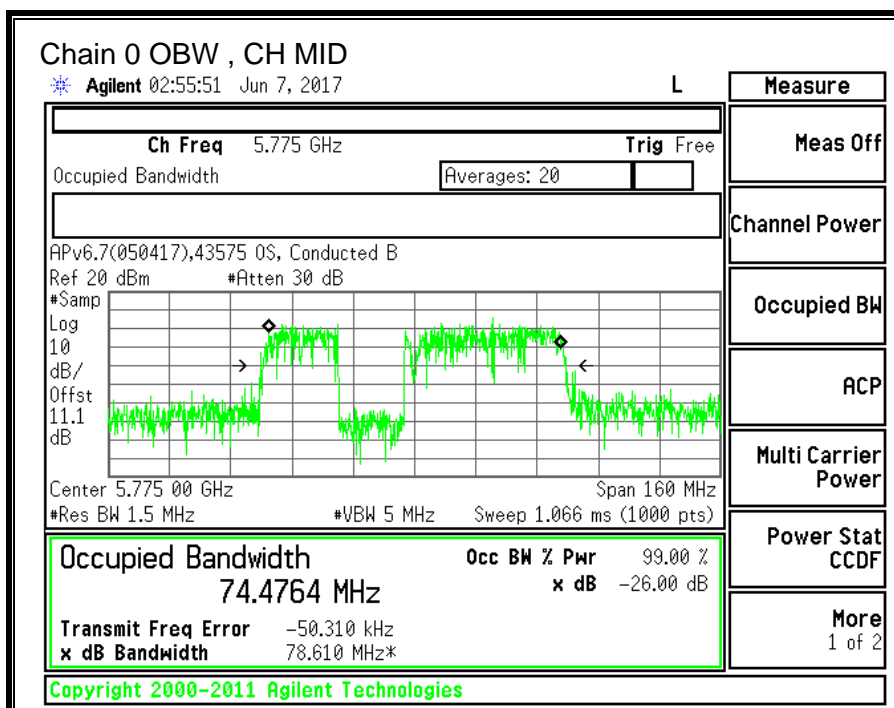 Chain 0 OBW , CH MID
Agilent 02:55:51 Jun 7, 2017 L
Measure
Ch Freq 5.775 GHz Trig Free
Occupied Bandwidth Averages: 20
APv6.7(050417),43575 OS, Conducted B
Ref 20 dBm #Atten 30 dB
#Samp
Log
10
dB/
Offst
11.1
dB
Center 5.775 00 GHz Span 160 MHz
#Res BW 1.5 MHz #VBW 5 MHz Sweep 1.066 ms (1000 pts)
Occupied Bandwidth Occ BW % Pwr 99.00 %
74.4764 MHz x dB -26.00 dB
Transmit Freq Error -50.310 kHz
x dB Bandwidth 78.610 MHz*
Copyright 2000-2011 Agilent Technologies
Meas Off
Channel Power
Occupied BW
ACP
Multi Carrier
Power
Power Stat
CCDF
More
1 of 2